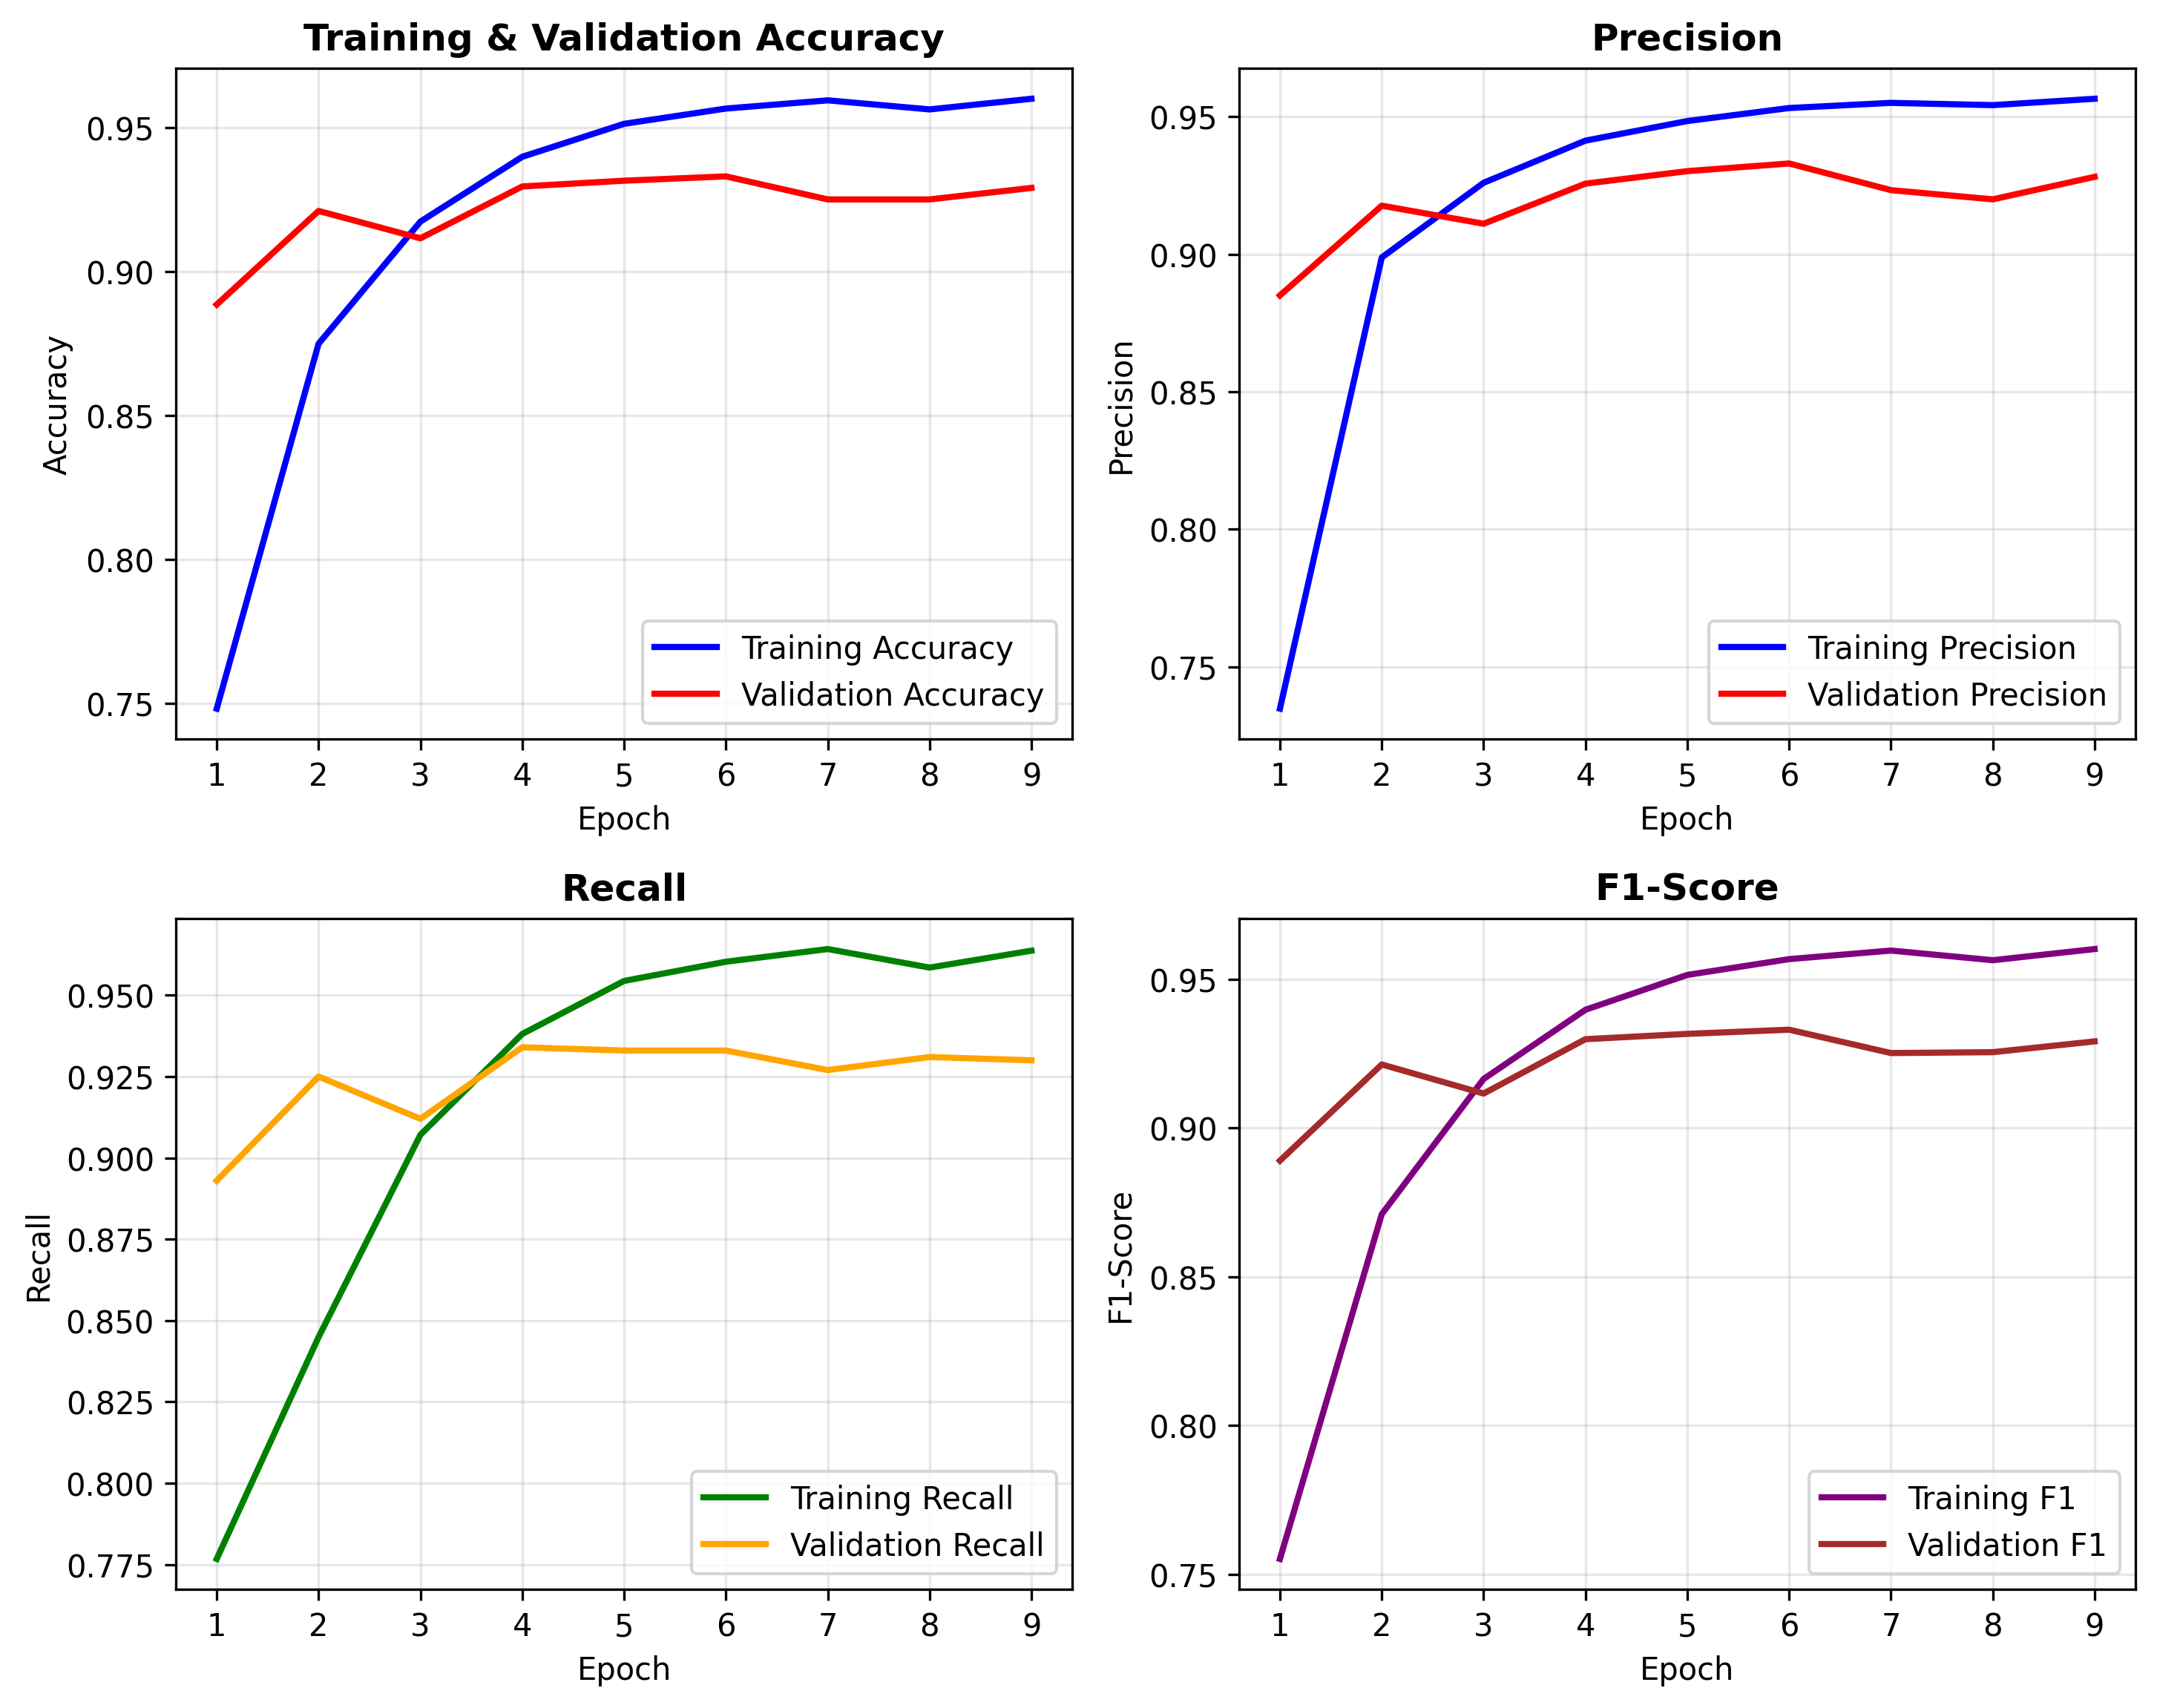 Training & Validation Accuracy
Accuracy
0.95
0.90
0.85
0.80
0.75
Training Accuracy
Validation Accuracy
1 2 3 4 5 6 7 8 9
Epoch
Precision
Precision
0.95
0.90
0.85
0.80
0.75
Training Precision
Validation Precision
1 2 3 4 5 6 7 8 9
Epoch
Recall
Recall
0.950
0.925
0.900
0.875
0.850
0.825
0.800
0.775
Training Recall
Validation Recall
1 2 3 4 5 6 7 8 9
Epoch
F1-Score
F1-Score
0.95
0.90
0.85
0.80
0.75
Training F1
Validation F1
1 2 3 4 5 6 7 8 9
Epoch